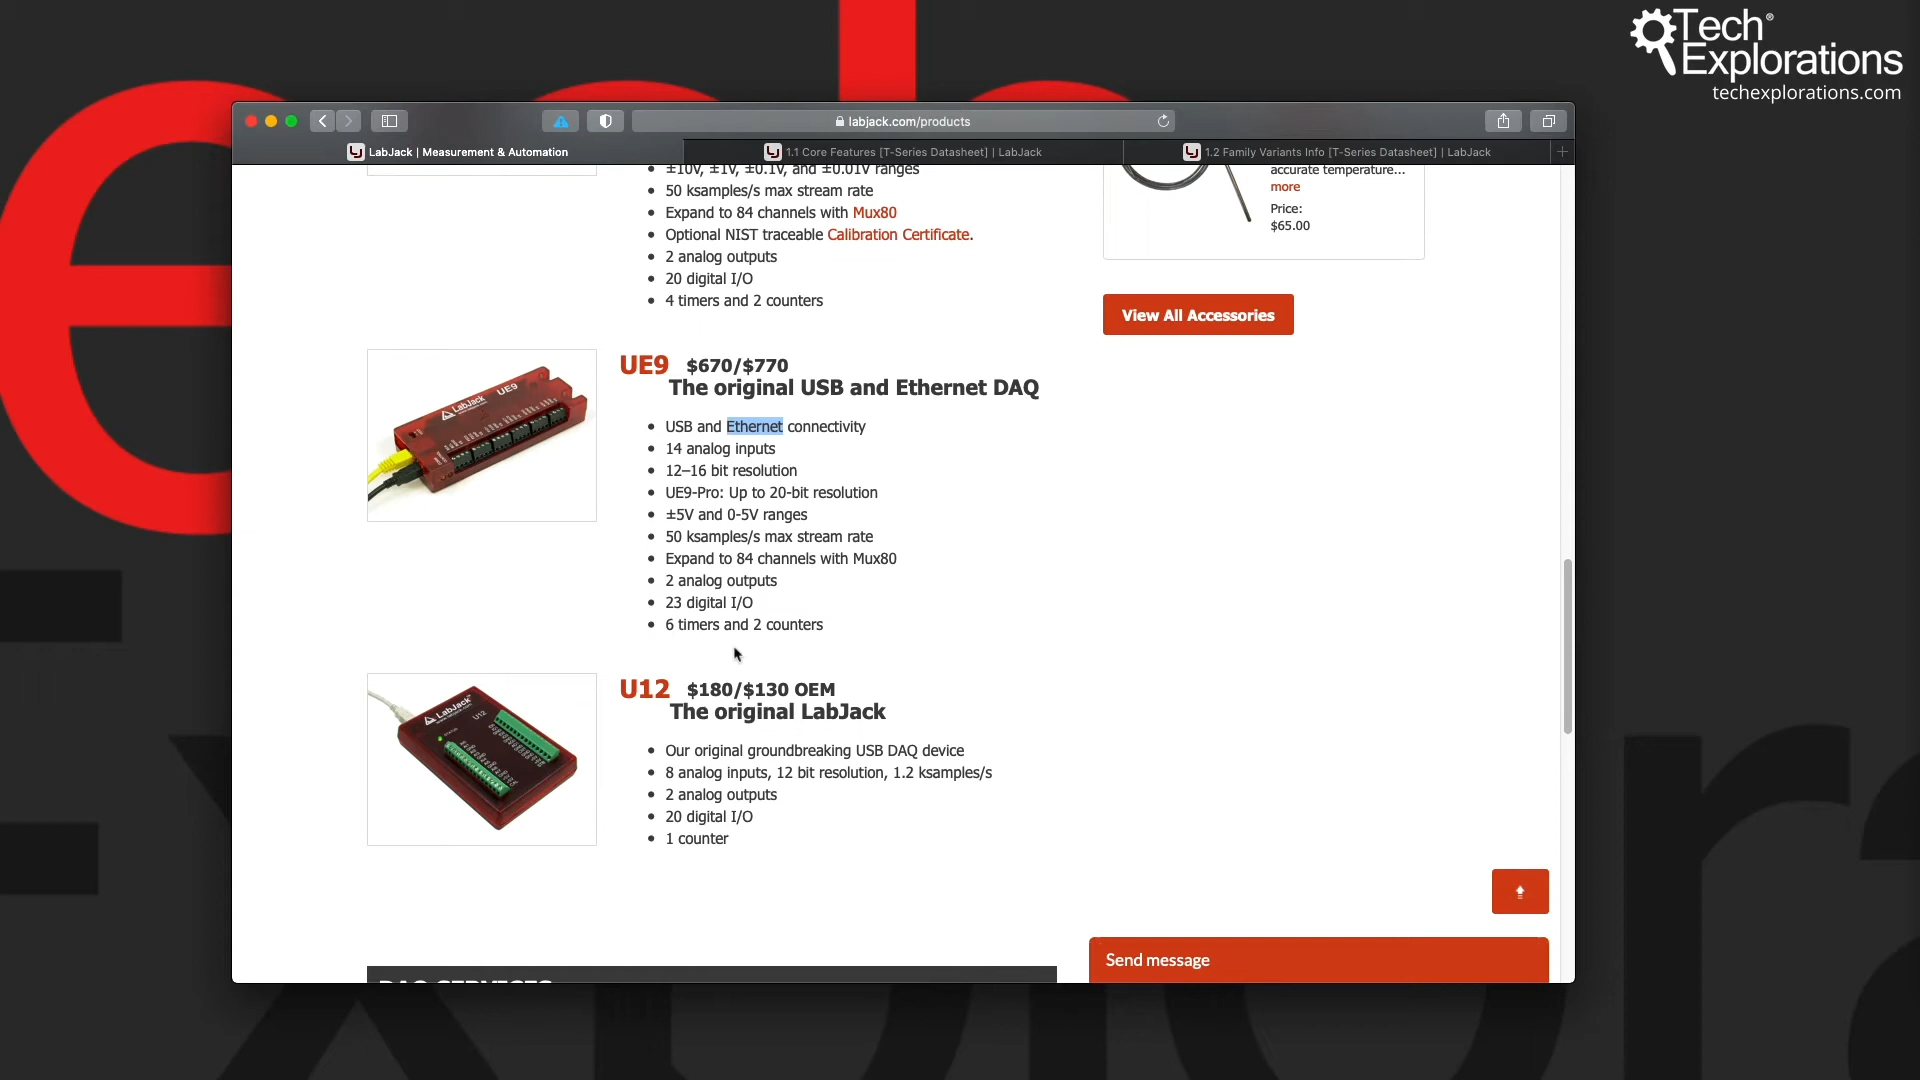 Tech®
Explorations
techexplorations.com
labjack.com/products
LabJack | Measurement & Automation
1.1 Core Features [T-Series Datasheet] | LabJack
1.2 Family Variants Info [T-Series Datasheet] | LabJack
±10V, ±1V, ±0.1V, and ±0.01V ranges
50 ksamples/s max stream rate
Expand to 84 channels with Mux80
Optional NIST traceable Calibration Certificate.
2 analog outputs
20 digital I/O
4 timers and 2 counters
accurate temperature...
more
Price:
$65.00
View All Accessories
UE9 $670/$770
The original USB and Ethernet DAQ
USB and Ethernet connectivity
14 analog inputs
12–16 bit resolution
UE9-Pro: Up to 20-bit resolution
±5V and 0-5V ranges
50 ksamples/s max stream rate
Expand to 84 channels with Mux80
2 analog outputs
23 digital I/O
6 timers and 2 counters
LabJack
UE9
U12 $180/$130 OEM
The original LabJack
Our original groundbreaking USB DAQ device
8 analog inputs, 12 bit resolution, 1.2 ksamples/s
2 analog outputs
20 digital I/O
1 counter
LabJack
U12
Send message
DAQ SERVICES